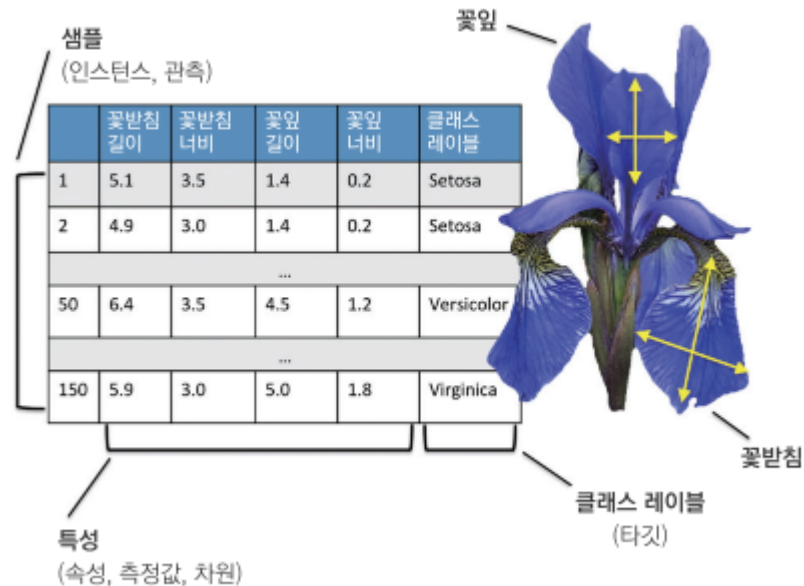 샘플
(인스턴스, 관측)
꽃잎
꽃받침 길이 꽃받침 너비 꽃잎 길이 꽃잎 너비 클래스 레이블
1 5.1 3.5 1.4 0.2 Setosa
2 4.9 3.0 1.4 0.2 Setosa
...
50 6.4 3.5 4.5 1.2 Versicolor
...
150 5.9 3.0 5.0 1.8 Virginica
꽃받침
클래스 레이블
(타깃)
특성
(속성, 측정값, 차원)